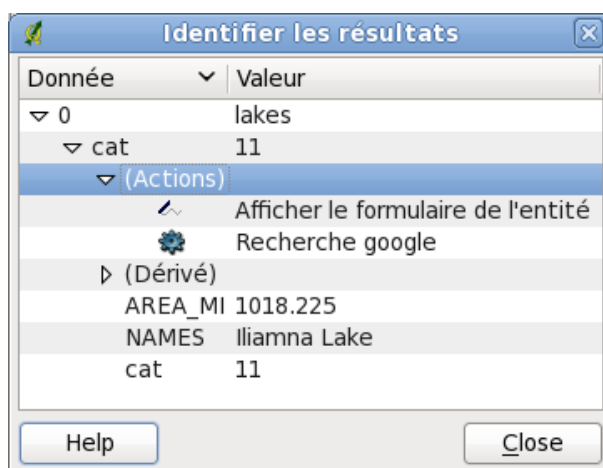 Identifier les résultats
Donnée Valeur
0 lakes
cat 11
(Actions)
Afficher le formulaire de l'entité
Recherche google
(Dérivé)
AREA_MI 1018.225
NAMES Iliamna Lake
cat 11
Help Close